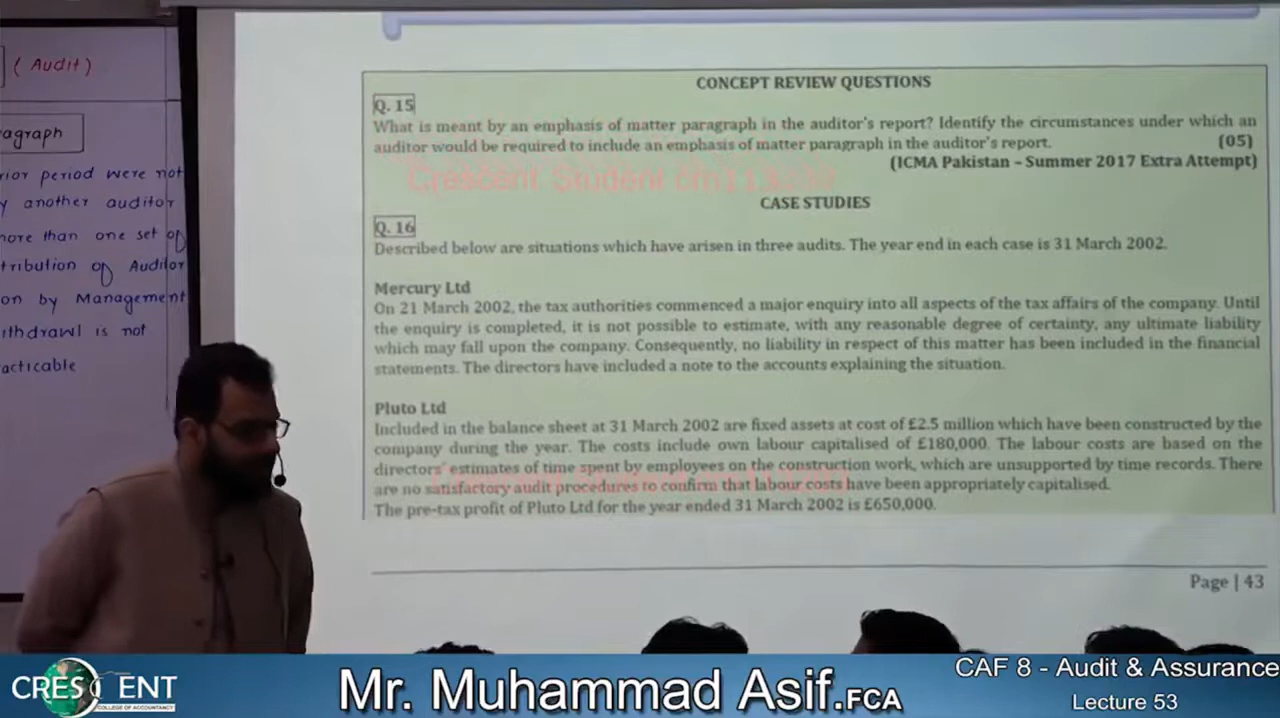 ( Audit )
agraph
rior period were not
y another auditor
more than one set of
tribution of Auditor
on by Management
ithdrawl is not
acticable
CONCEPT REVIEW QUESTIONS
Q. 15
What is meant by an emphasis of matter paragraph in the auditor's report? Identify the circumstances under which an
auditor would be required to include an emphasis of matter paragraph in the auditor's report. (05)
(ICMA Pakistan – Summer 2017 Extra Attempt)
Crescent Student
CASE STUDIES
Q. 16
Described below are situations which have arisen in three audits. The year end in each case is 31 March 2002.
Mercury Ltd
On 21 March 2002, the tax authorities commenced a major enquiry into all aspects of the tax affairs of the company. Until
the enquiry is completed, it is not possible to estimate, with any reasonable degree of certainty, any ultimate liability
which may fall upon the company. Consequently, no liability in respect of this matter has been included in the financial
statements. The directors have included a note to the accounts explaining the situation.
Pluto Ltd
Included in the balance sheet at 31 March 2002 are fixed assets at cost of £2.5 million which have been constructed by the
company during the year. The costs include own labour capitalised of £180,000. The labour costs are based on the
directors' estimates of time spent by employees on the construction work, which are unsupported by time records. There
are no satisfactory audit procedures to confirm that labour costs have been appropriately capitalised.
The pre-tax profit of Pluto Ltd for the year ended 31 March 2002 is £650,000.
Page | 43
CRESCENT
COLLEGE OF ACCOUNTANCY
Mr. Muhammad Asif.FCA
CAF 8 - Audit & Assurance
Lecture 53